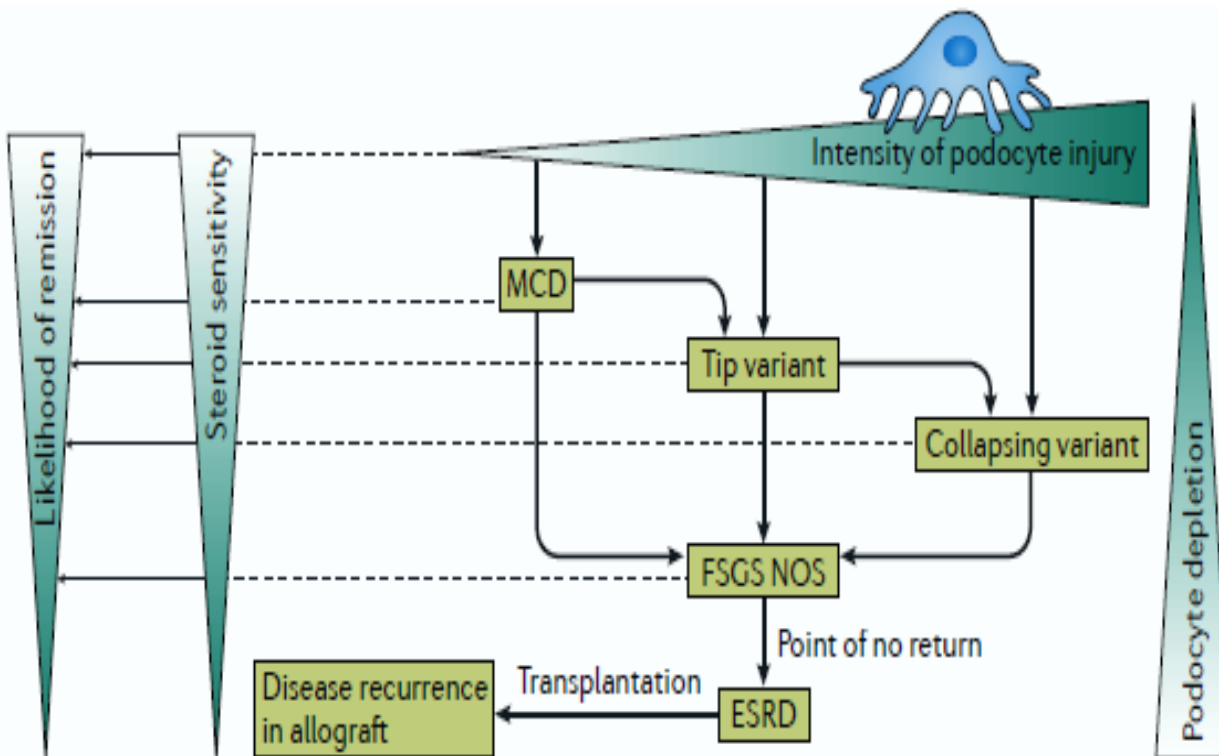 Intensity of podocyte injury
Likelihood of remission
Steroid sensitivity
MCD
Tip variant
Collapsing variant
FSGS NOS
Podocyte depletion
Point of no return
Disease recurrence
in allograft
Transplantation
ESRD